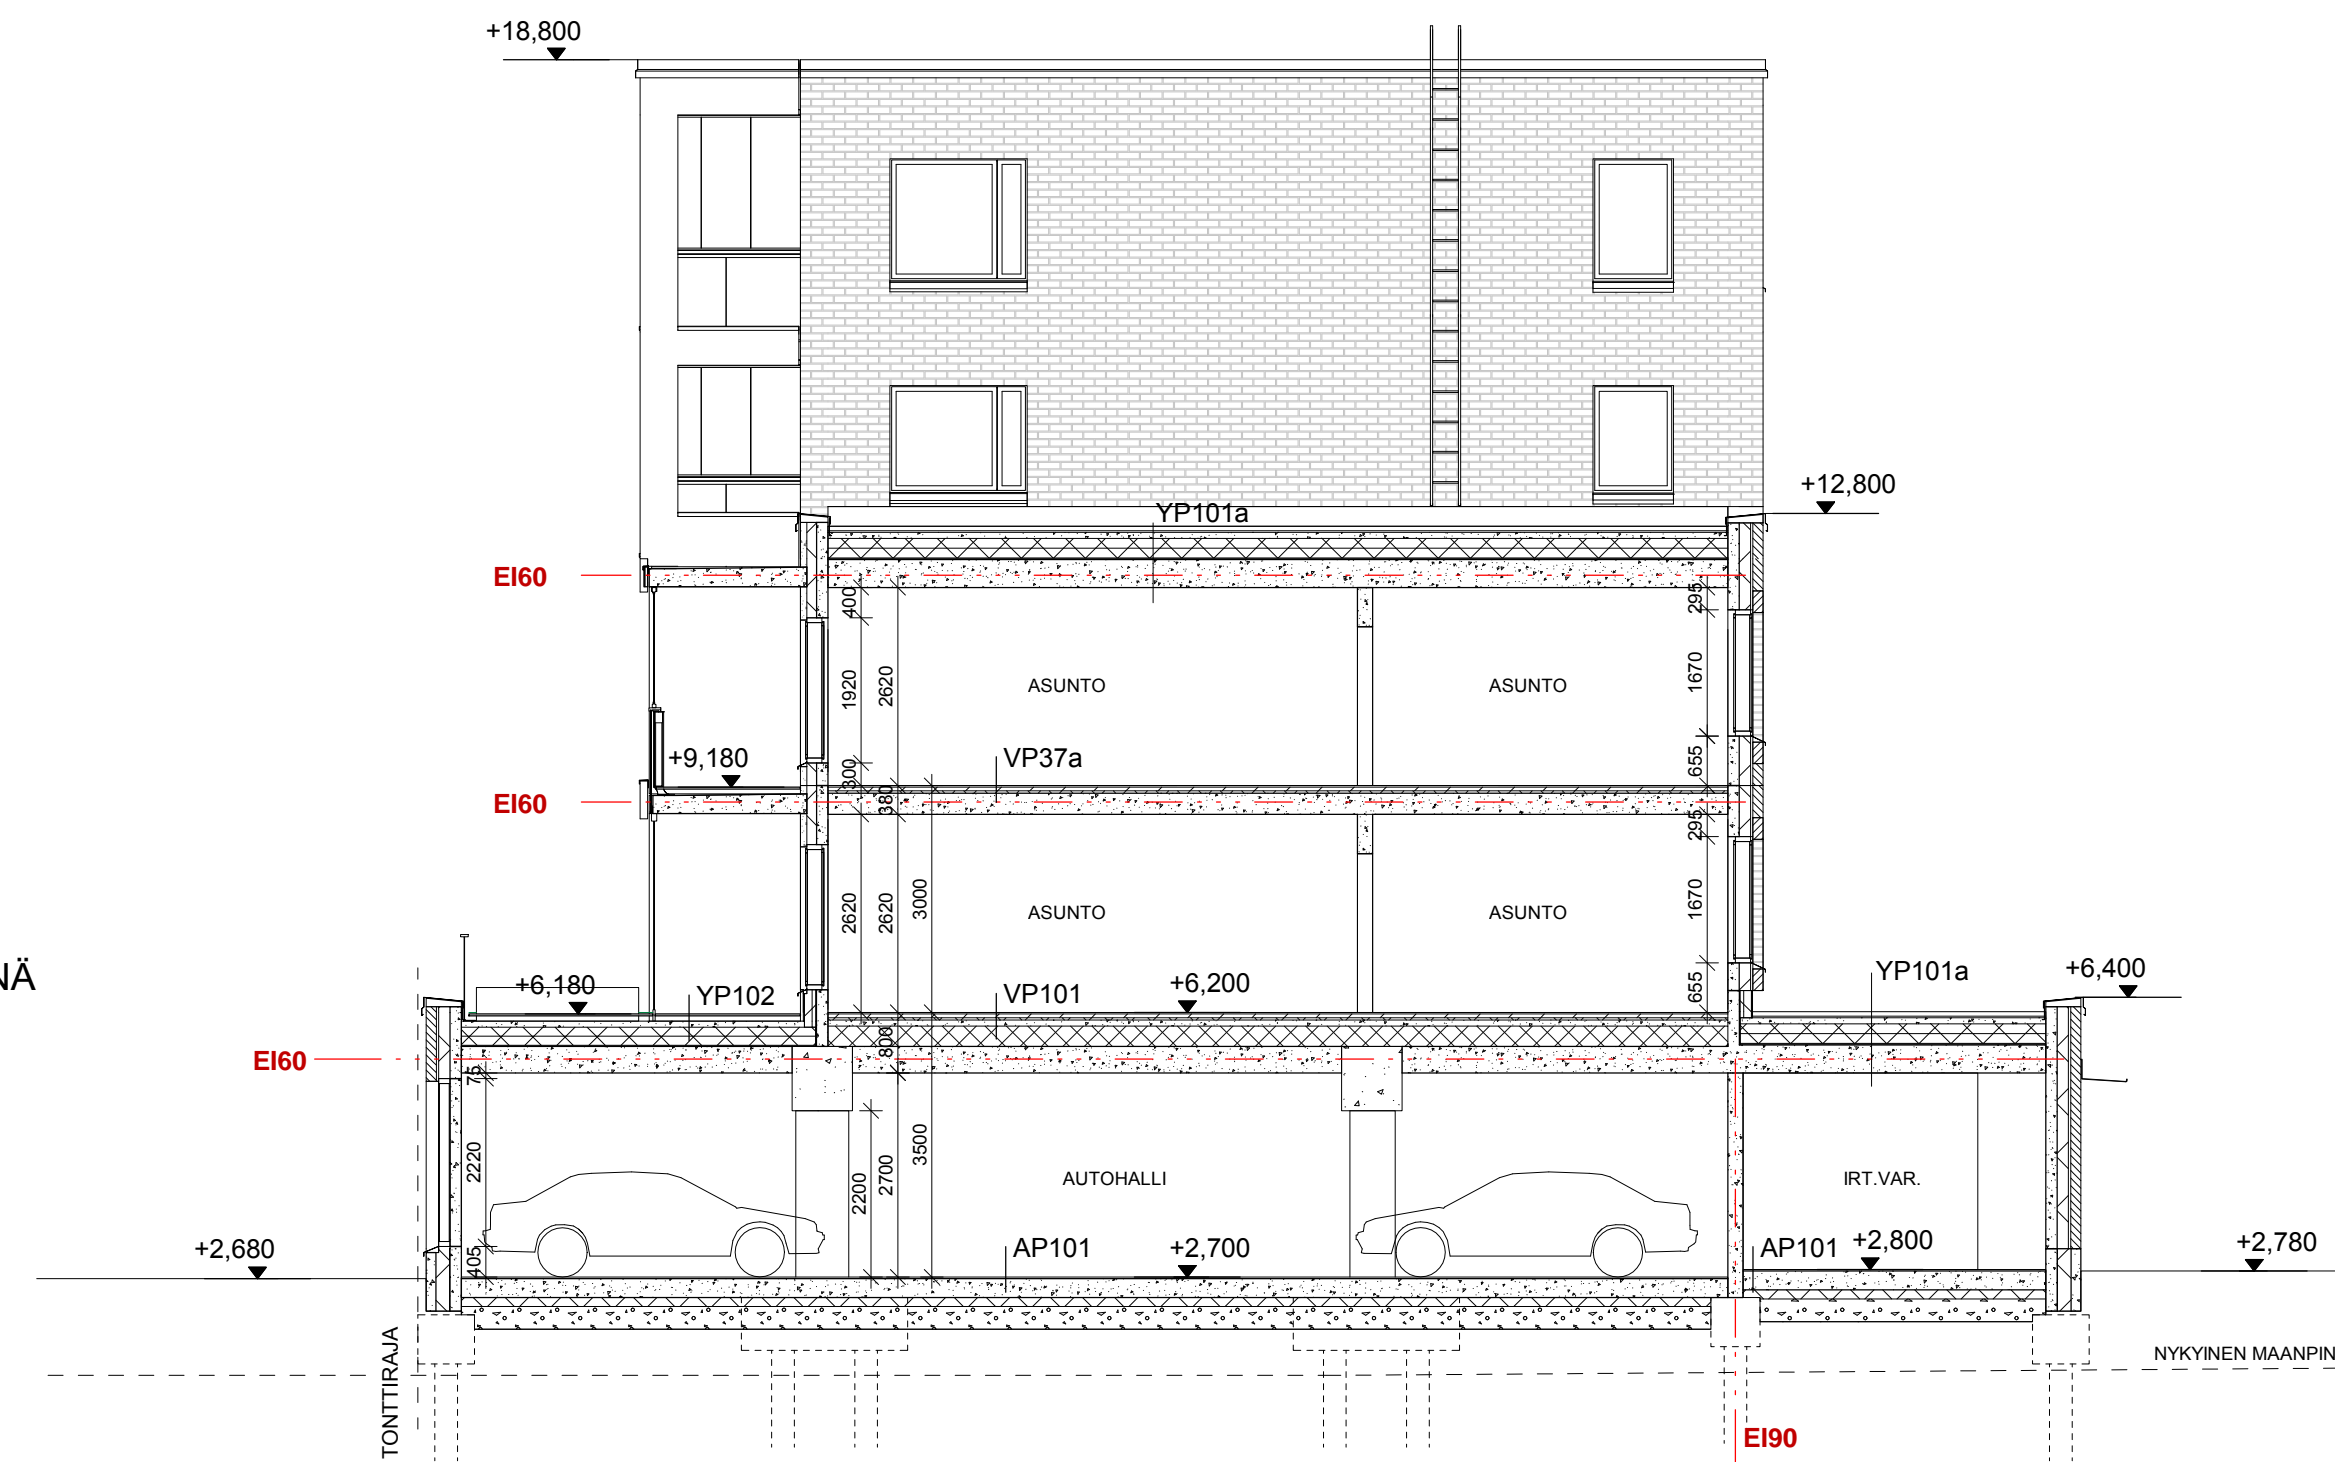 +18,800
+12,800
YP101a
EI60
400
295
1920
2620
ASUNTO
ASUNTO
1670
+9,180
VP37a
300
655
EI60
380
295
2620
2620
3000
ASUNTO
ASUNTO
1670
NÄ
+6,180
YP102
VP101
+6,200
655
YP101a
+6,400
EI60
75
800
2220
2200
2700
3500
AUTOHALLI
IRT.VAR.
+2,680
405
AP101
+2,700
AP101
+2,800
+2,780
TONTTIRAJA
NYKYINEN MAANPIN
EI90